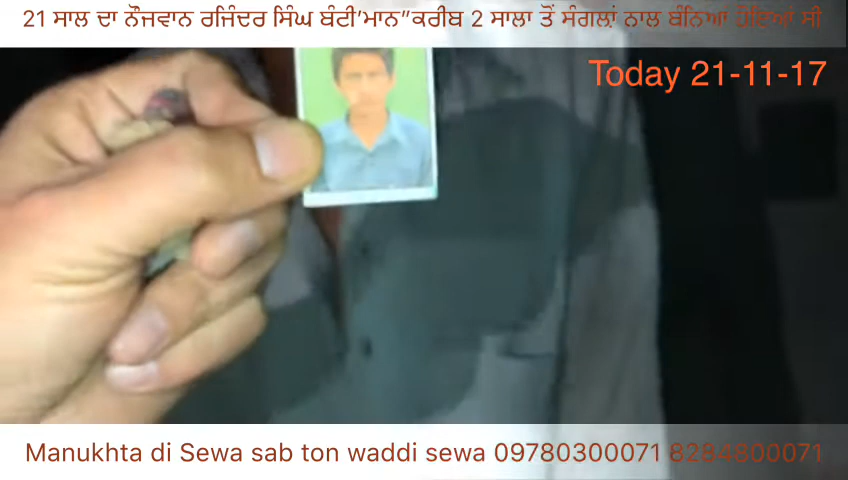 21 ਸਾਲ ਦਾ ਨੌਜਵਾਨ ਰਜਿੰਦਰ ਸਿੰਘ ਬੰਟੀ’ਮਾਨ”ਕਰੀਬ 2 ਸਾਲਾ ਤੋਂ ਸੰਗਲਾਂ ਨਾਲ ਬੰਨਿਆ ਹੋਇਆਂ ਸੀ
Today 21-11-17
Manukhta di Sewa sab ton waddi sewa 09780300071 8284800071